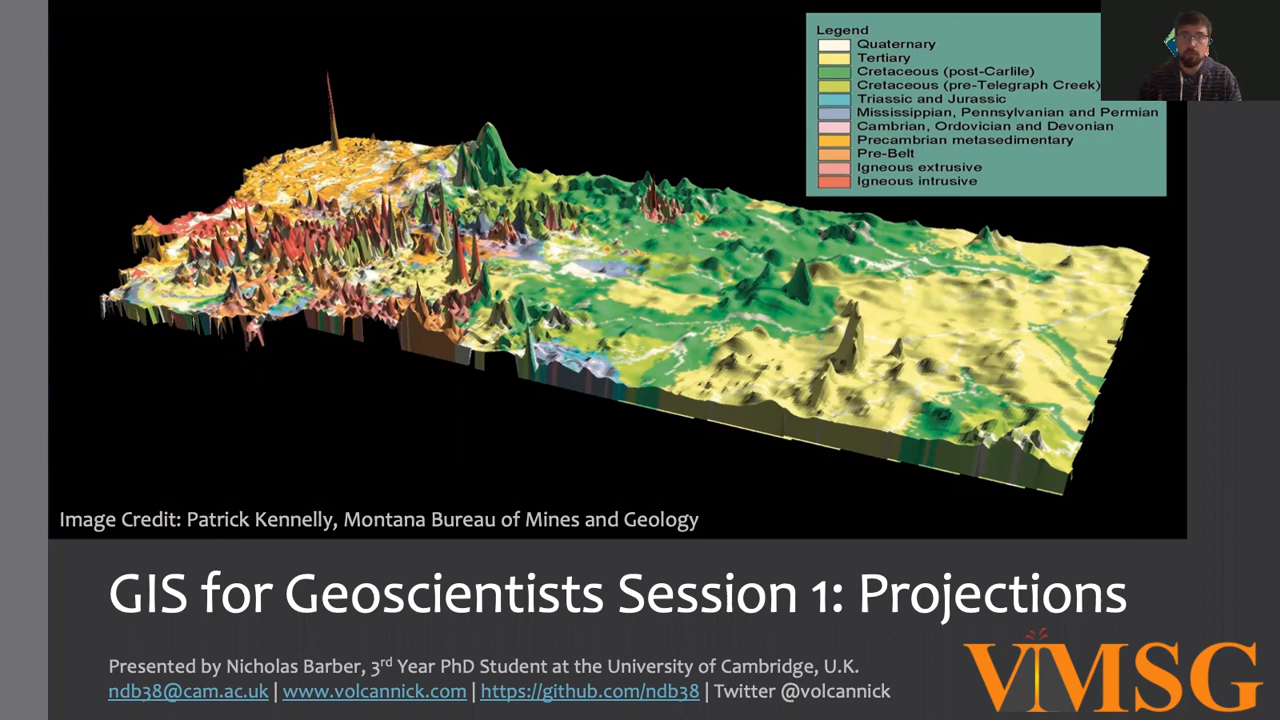 Legend
Quaternary
Tertiary
Cretaceous (post-Carlile)
Cretaceous (pre-Telegraph Creek)
Triassic and Jurassic
Mississippian, Pennsylvanian and Permian
Cambrian, Ordovician and Devonian
Precambrian metasedimentary
Pre-Belt
Igneous extrusive
Igneous intrusive
Image Credit: Patrick Kennelly, Montana Bureau of Mines and Geology
GIS for Geoscientists Session 1: Projections
Presented by Nicholas Barber, 3rd Year PhD Student at the University of Cambridge, U.K.
ndb38@cam.ac.uk | www.volcannick.com | https://github.com/ndb38 | Twitter @volcannick
VMSG